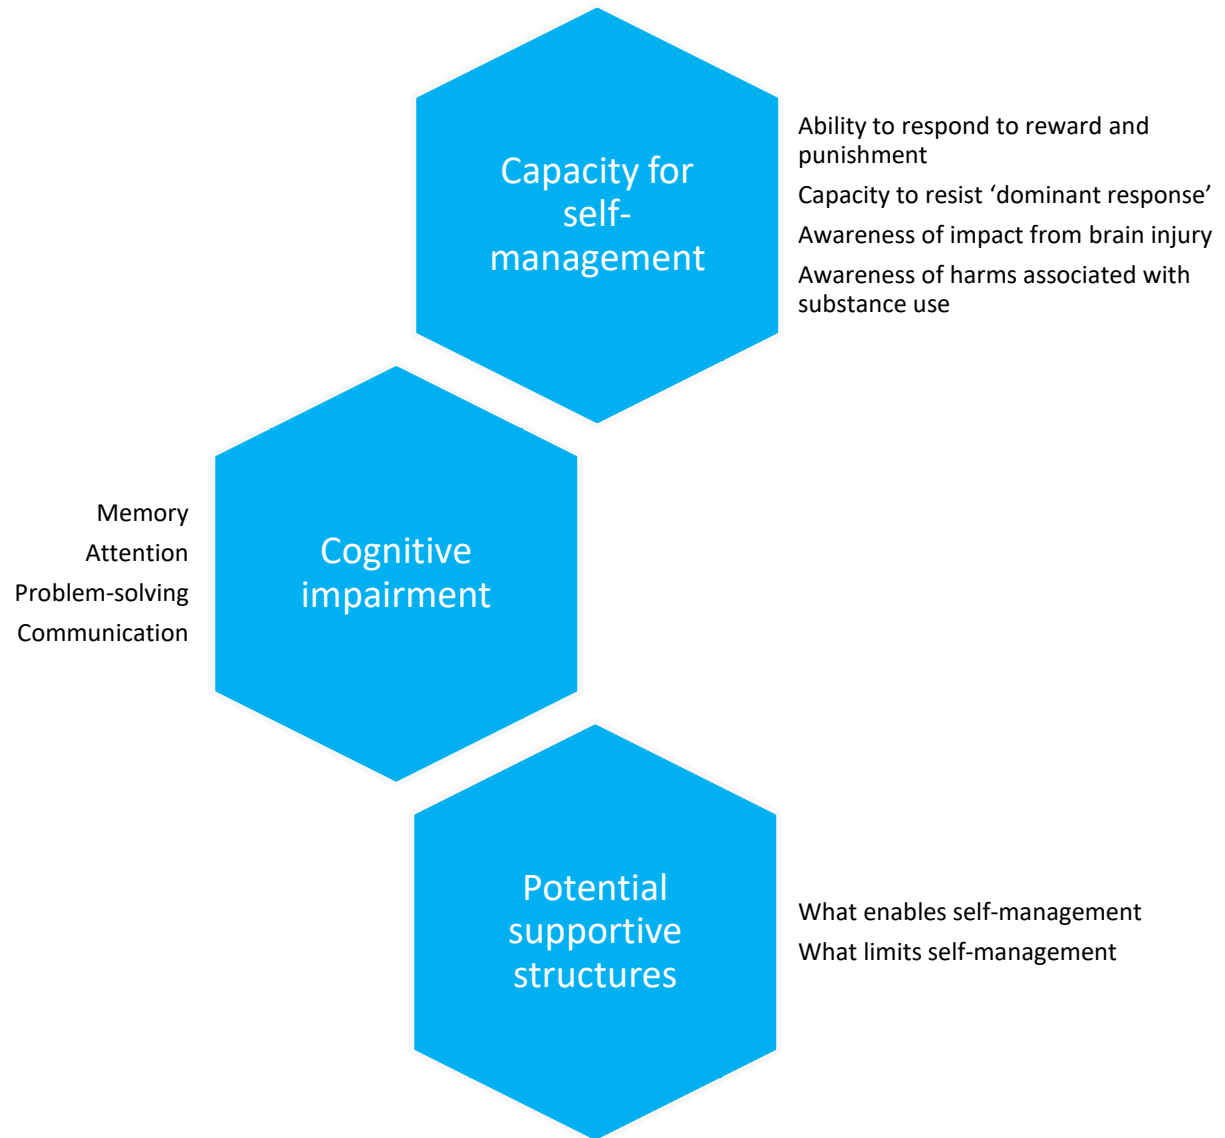 Capacity for
self-
management
Ability to respond to reward and
punishment
Capacity to resist ‘dominant response’
Awareness of impact from brain injury
Awareness of harms associated with
substance use
Memory
Attention
Problem-solving
Communication
Cognitive
impairment
Potential
supportive
structures
What enables self-management
What limits self-management